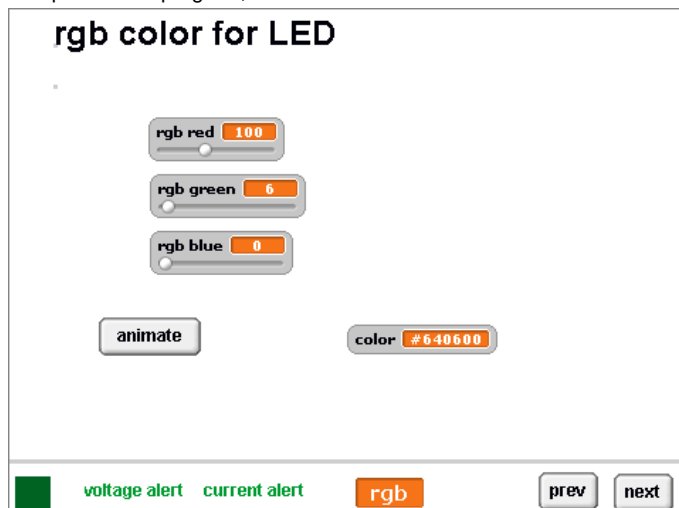 rgb color for LED
rgb red 100
rgb green 6
rgb blue 0
animate
color #640600
voltage alert current alert rgb prev next